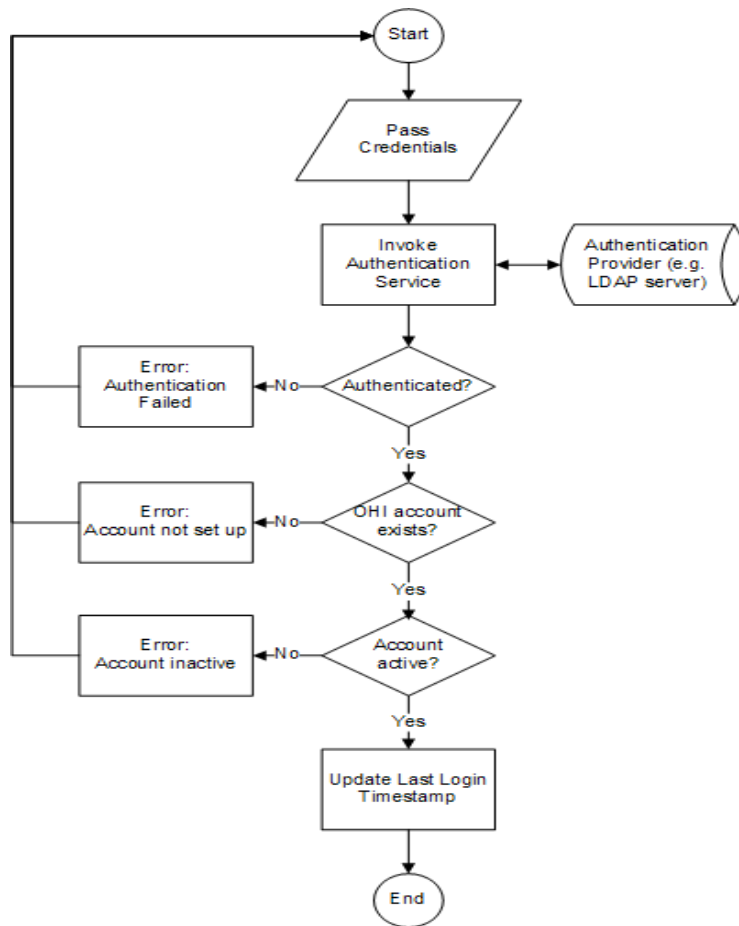 Start
Pass
Credentials
Invoke
Authentication
Service
Authentication
Provider (e.g.
LDAP server)
Error:
Authentication
Failed
No
Authenticated?
Yes
Error:
Account not set up
No
OHI account
exists?
Yes
Error:
Account inactive
No
Account
active?
Yes
Update Last Login
Timestamp
End